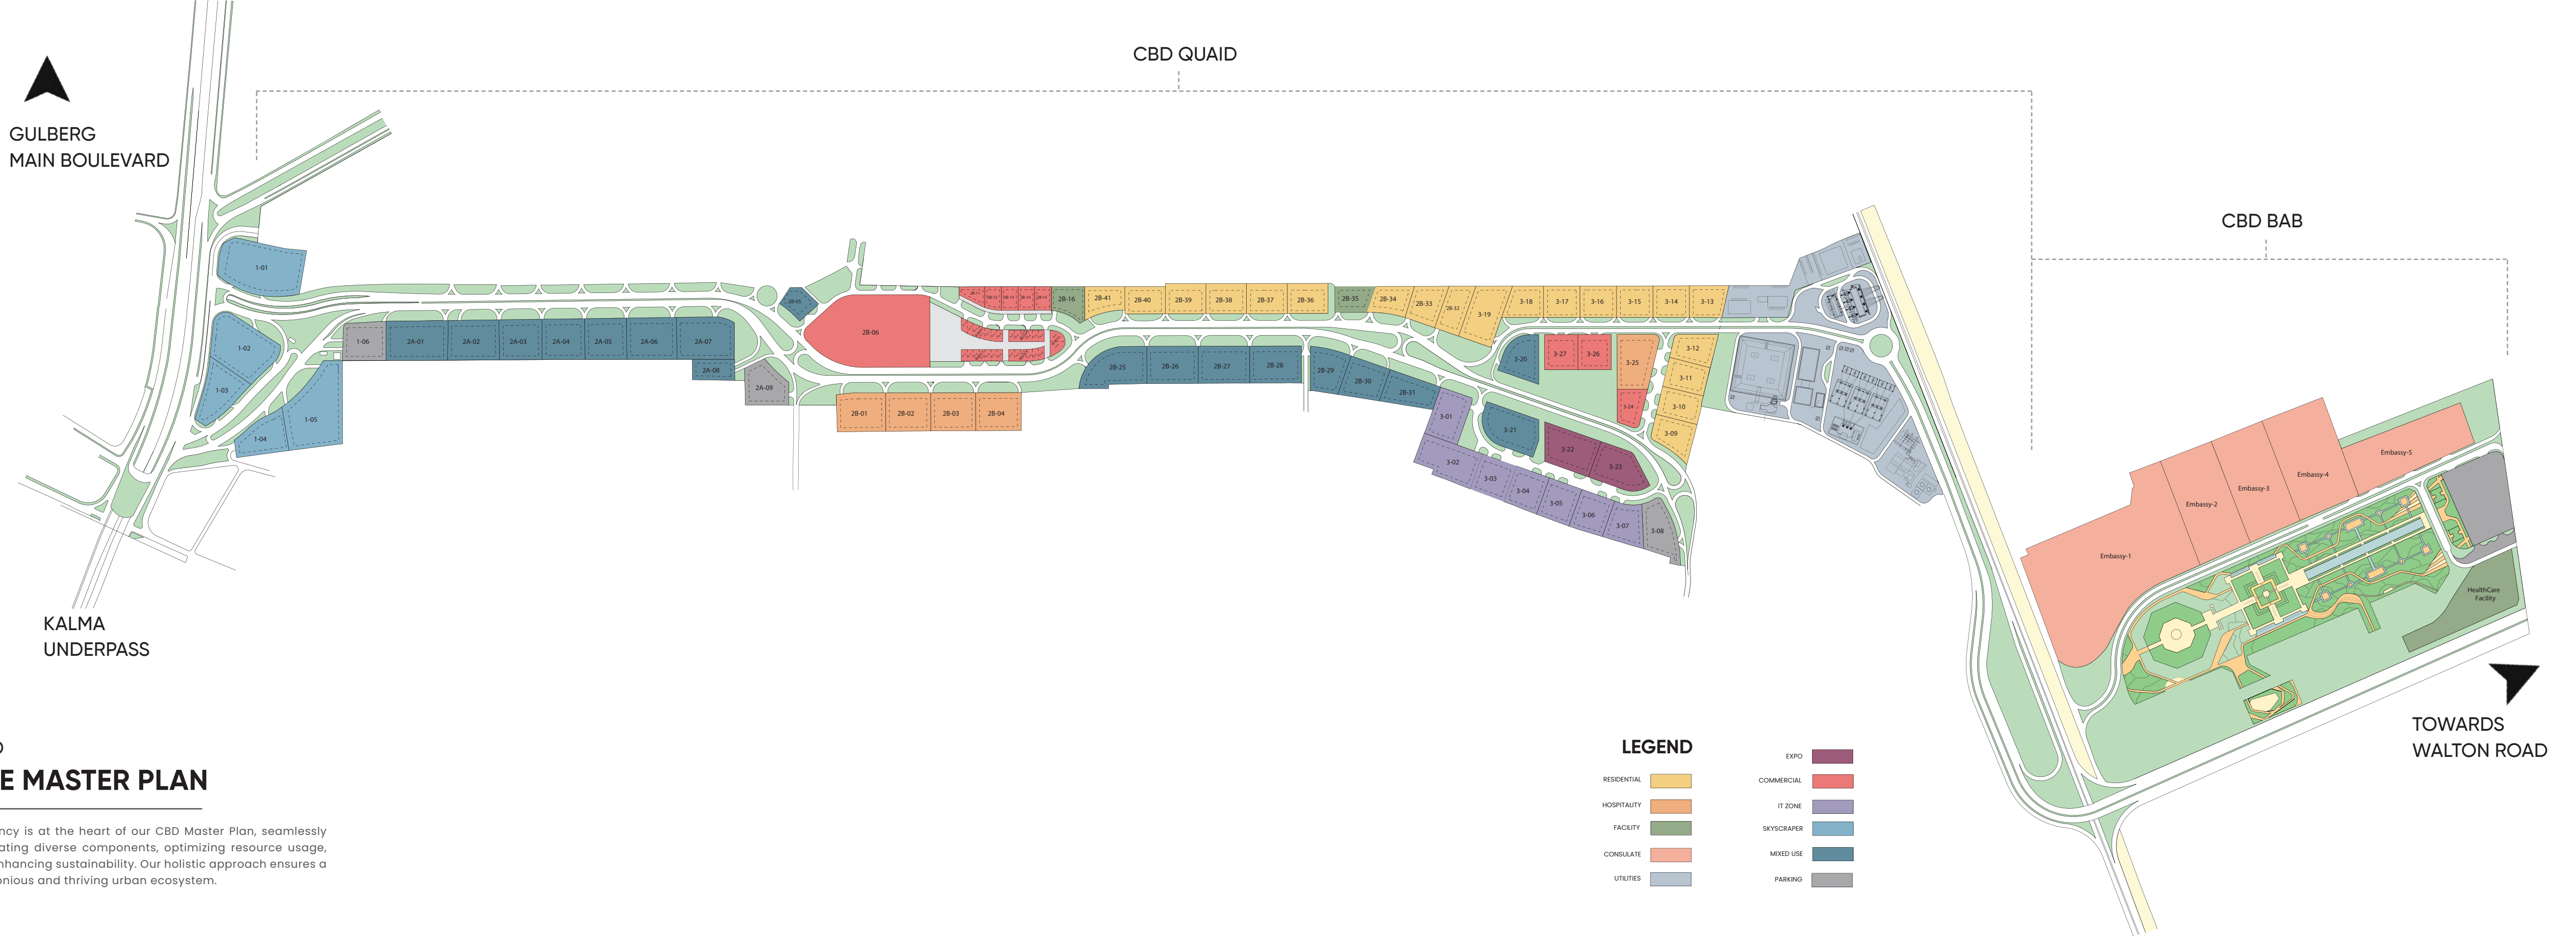 CBD QUAID
GULBERG
MAIN BOULEVARD
CBD BAB
1-01
1-02
1-03
1-04
1-05
1-06
2A-01
2A-02
2A-03
2A-04
2A-05
2A-06
2A-07
2A-08
2A-09
2B-05
2B-06
2B-01
2B-02
2B-03
2B-04
2B-16
2B-41
2B-40
2B-39
2B-38
2B-37
2B-36
2B-35
2B-34
2B-33
2B-32
3-19
3-18
3-17
3-16
3-15
3-14
3-13
2B-25
2B-26
2B-27
2B-28
2B-29
2B-30
2B-31
3-20
3-27
3-26
3-25
3-24
3-12
3-11
3-10
3-09
3-01
3-21
3-22
3-23
3-02
3-03
3-04
3-05
3-06
3-07
3-08
Embassy-1
Embassy-2
Embassy-3
Embassy-4
Embassy-5
HealthCare
Facility
KALMA
UNDERPASS
TOWARDS
WALTON ROAD
E MASTER PLAN
ncy is at the heart of our CBD Master Plan, seamlessly
ating diverse components, optimizing resource usage,
nhancing sustainability. Our holistic approach ensures a
onious and thriving urban ecosystem.
LEGEND
RESIDENTIAL
HOSPITALITY
FACILITY
CONSULATE
UTILITIES
EXPO
COMMERCIAL
IT ZONE
SKYSCRAPER
MIXED USE
PARKING